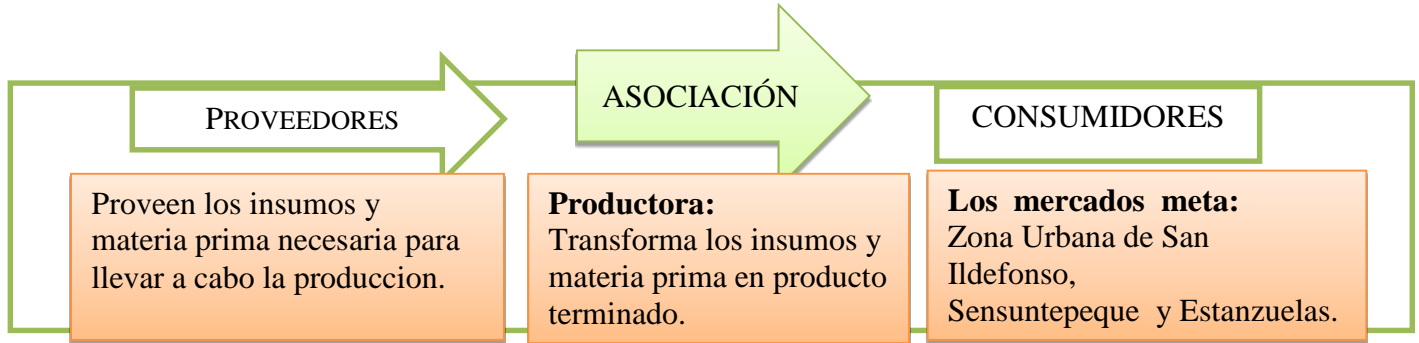 PROVEEDORES
ASOCIACIÓN
CONSUMIDORES
Proveen los insumos y
materia prima necesaria para
llevar a cabo la produccion.
Productora:
Transforma los insumos y
materia prima en producto
terminado.
Los mercados meta:
Zona Urbana de San
Ildefonso,
Sensuntepeque y Estanzuelas.